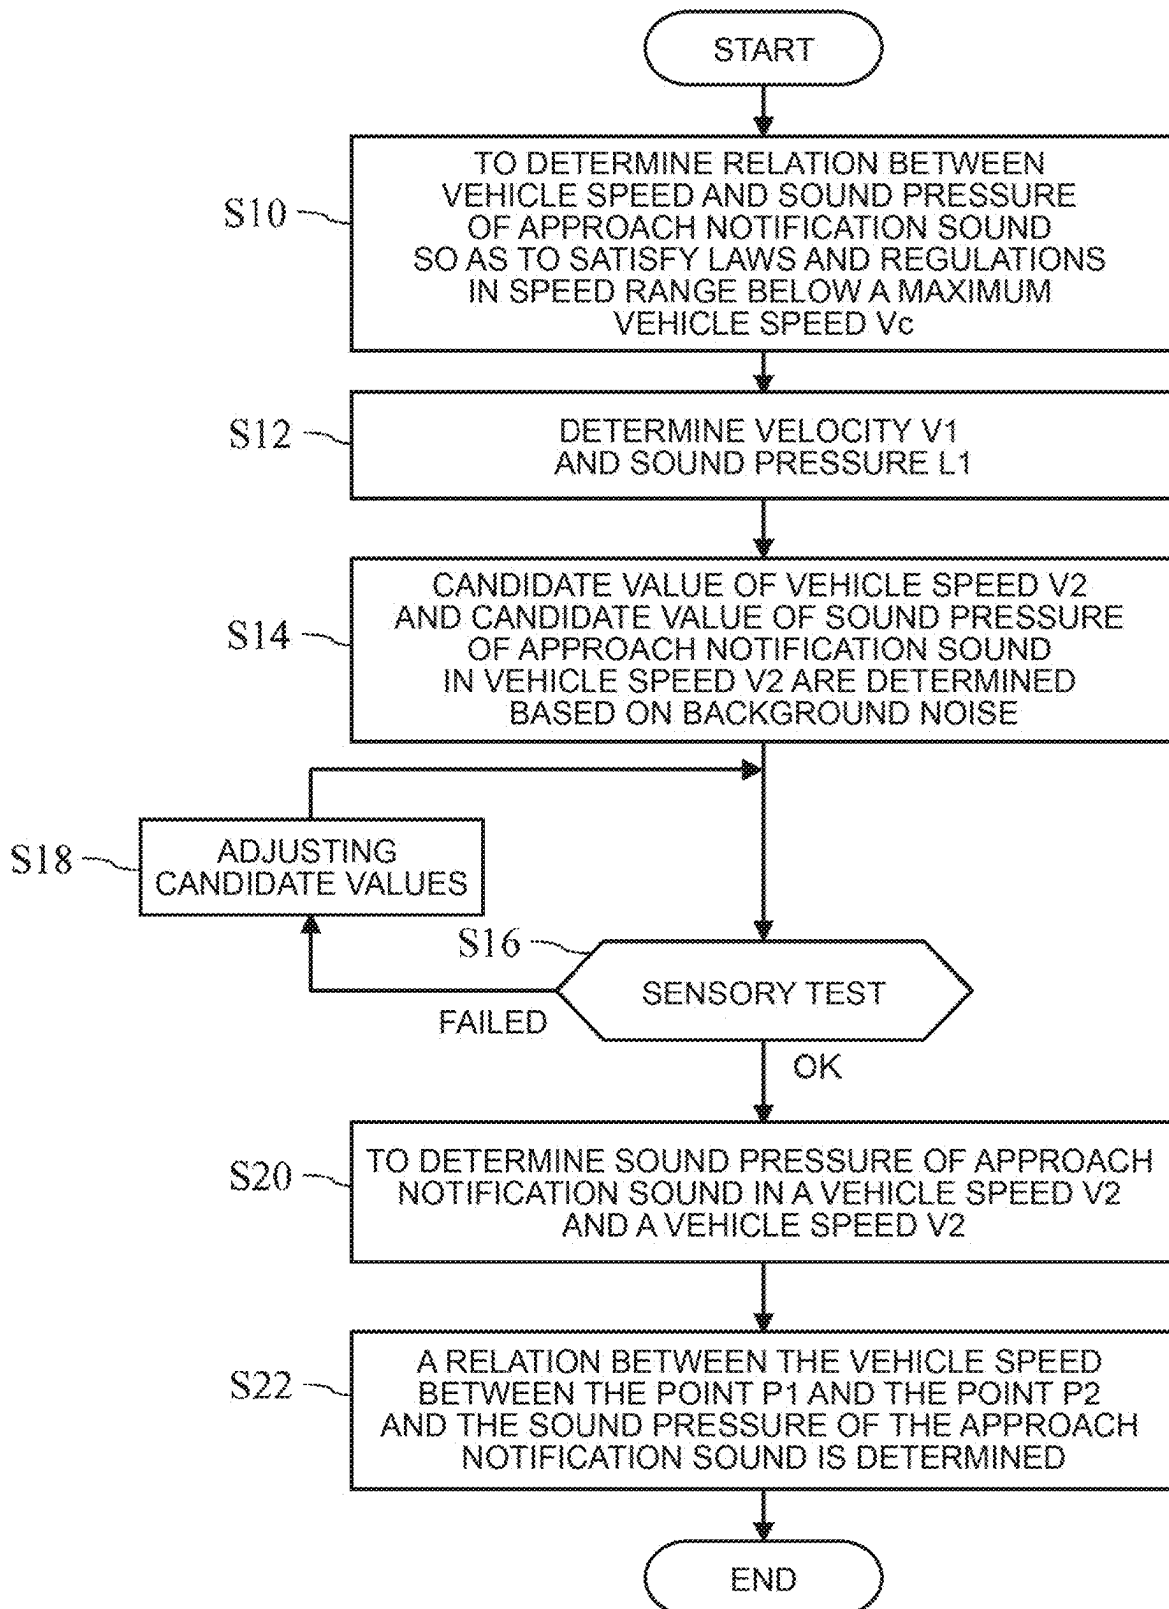 START
S10
TO DETERMINE RELATION BETWEEN
VEHICLE SPEED AND SOUND PRESSURE
OF APPROACH NOTIFICATION SOUND
SO AS TO SATISFY LAWS AND REGULATIONS
IN SPEED RANGE BELOW A MAXIMUM
VEHICLE SPEED Vc
S12
DETERMINE VELOCITY V1
AND SOUND PRESSURE L1
S14
CANDIDATE VALUE OF VEHICLE SPEED V2
AND CANDIDATE VALUE OF SOUND PRESSURE
OF APPROACH NOTIFICATION SOUND
IN VEHICLE SPEED V2 ARE DETERMINED
BASED ON BACKGROUND NOISE
S18
ADJUSTING
CANDIDATE VALUES
S16
SENSORY TEST
FAILED
OK
S20
TO DETERMINE SOUND PRESSURE OF APPROACH
NOTIFICATION SOUND IN A VEHICLE SPEED V2
AND A VEHICLE SPEED V2
S22
A RELATION BETWEEN THE VEHICLE SPEED
BETWEEN THE POINT P1 AND THE POINT P2
AND THE SOUND PRESSURE OF THE APPROACH
NOTIFICATION SOUND IS DETERMINED
END